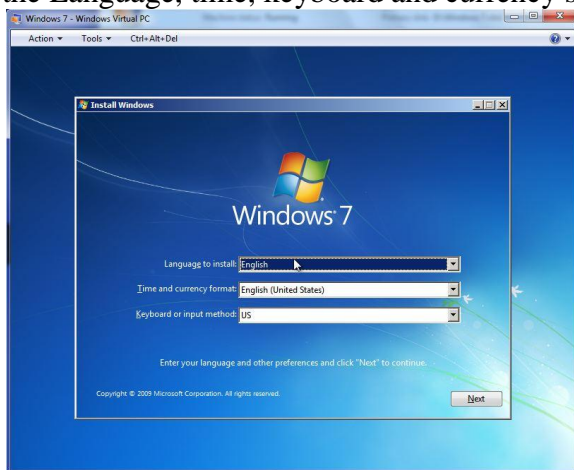 the Language, time, keyboard and currency s
Windows 7 - Windows Virtual PC
Action Tools Ctrl+Alt+Del
Install Windows
Windows 7
Language to install: English
Time and currency format: English (United States)
Keyboard or input method: US
Enter your language and other preferences and click "Next" to continue.
Copyright © 2009 Microsoft Corporation. All rights reserved.
Next